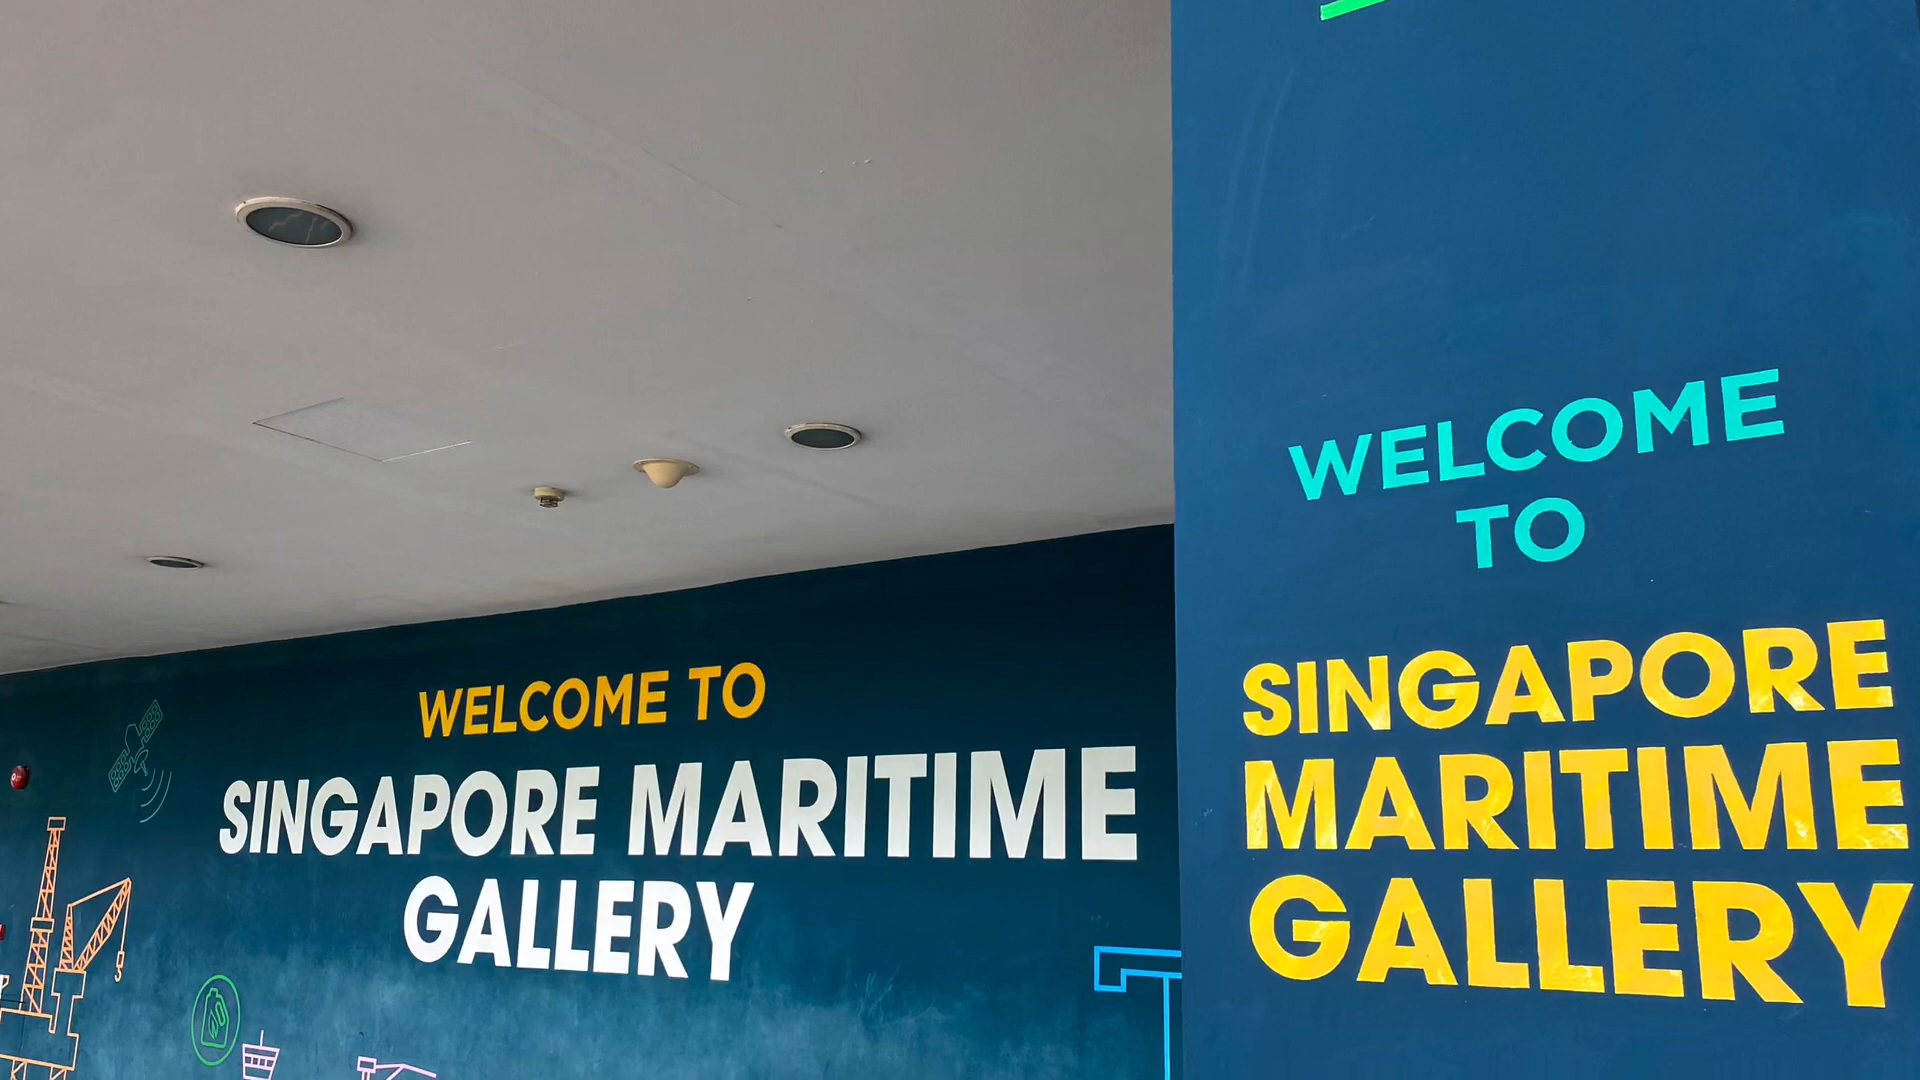 WELCOME TO
SINGAPORE MARITIME
GALLERY
WELCOME
TO
SINGAPORE
MARITIME
GALLERY